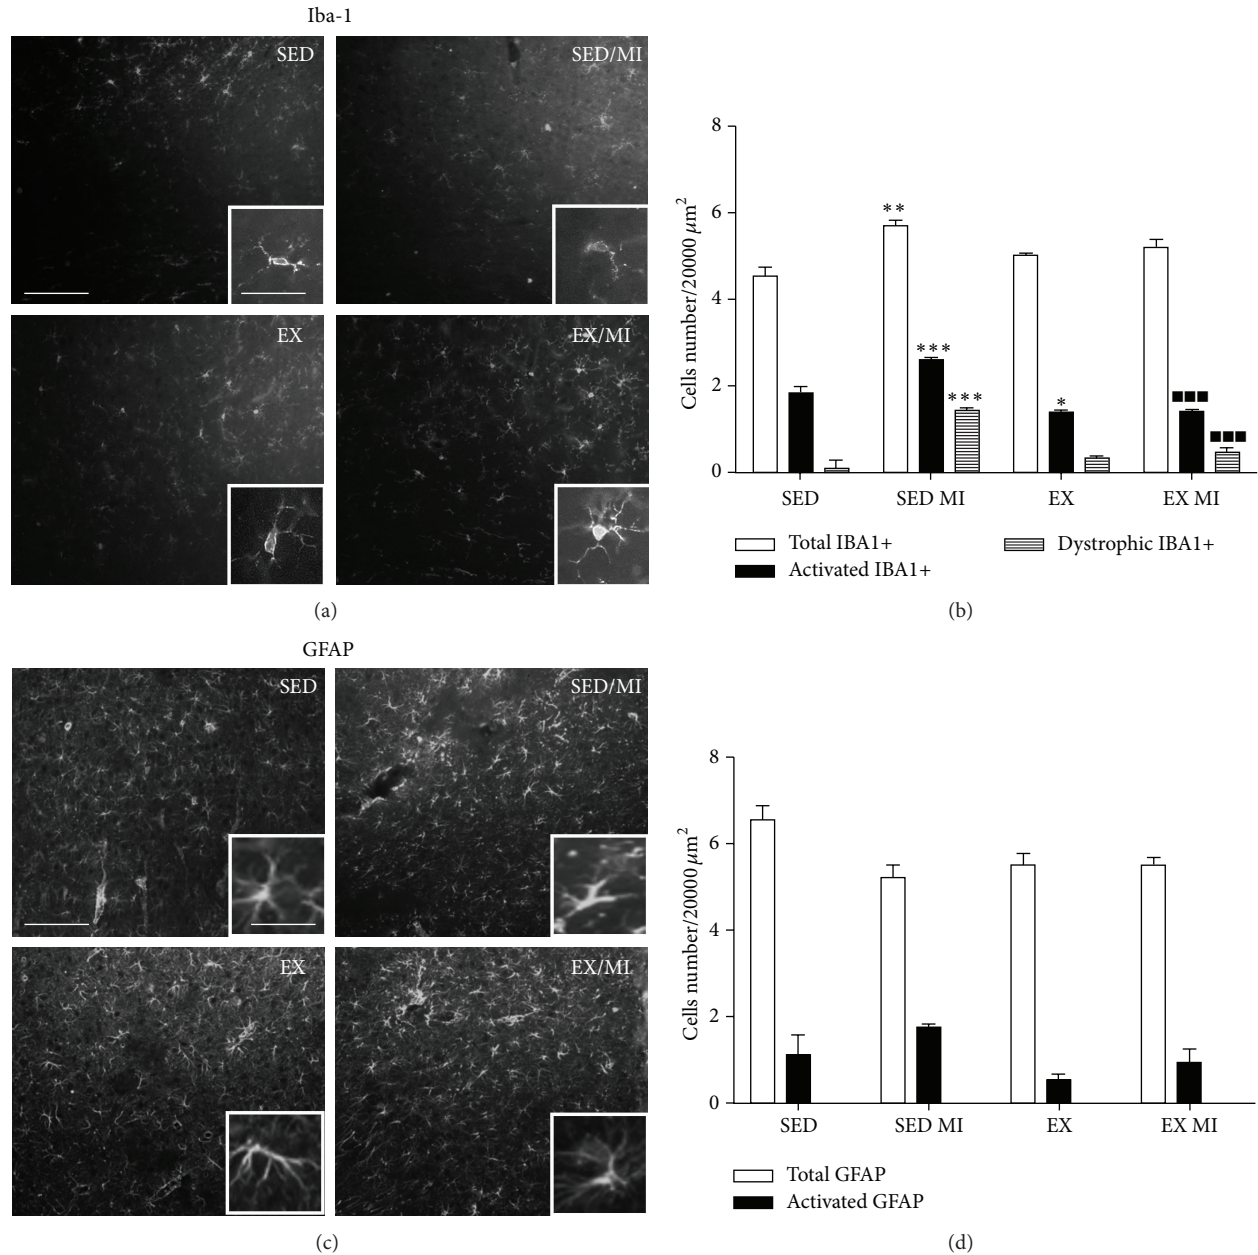 Iba-1
SED
SED/MI
EX
EX/MI
(a)
Cells number/20000 μm²
8
6
4
2
0
**
***
***
*
■■■
■■■
SED
SED MI
EX
EX MI
Total IBA1+
Dystrophic IBA1+
Activated IBA1+
(b)
GFAP
SED
SED/MI
EX
EX/MI
(c)
Cells number/20000 μm²
8
6
4
2
0
SED
SED MI
EX
EX MI
Total GFAP
Activated GFAP
(d)